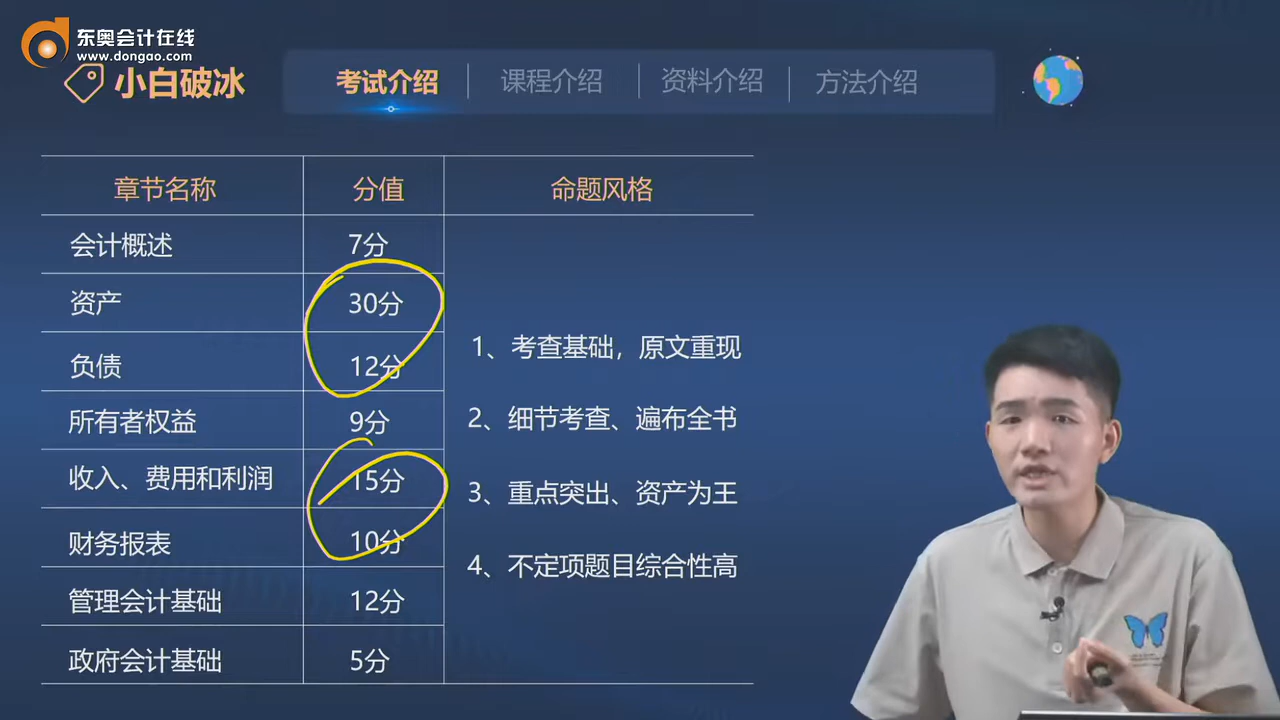 东奥会计在线
www.dongao.com
小白破冰
考试介绍
课程介绍
资料介绍
方法介绍
章节名称 分值 命题风格
会计概述 7分
资产 30分
负债 12分
所有者权益 9分
收入、费用和利润 15分
财务报表 10分
管理会计基础 12分
政府会计基础 5分
1、考查基础，原文重现
2、细节考查、遍布全书
3、重点突出、资产为王
4、不定项题目综合性高